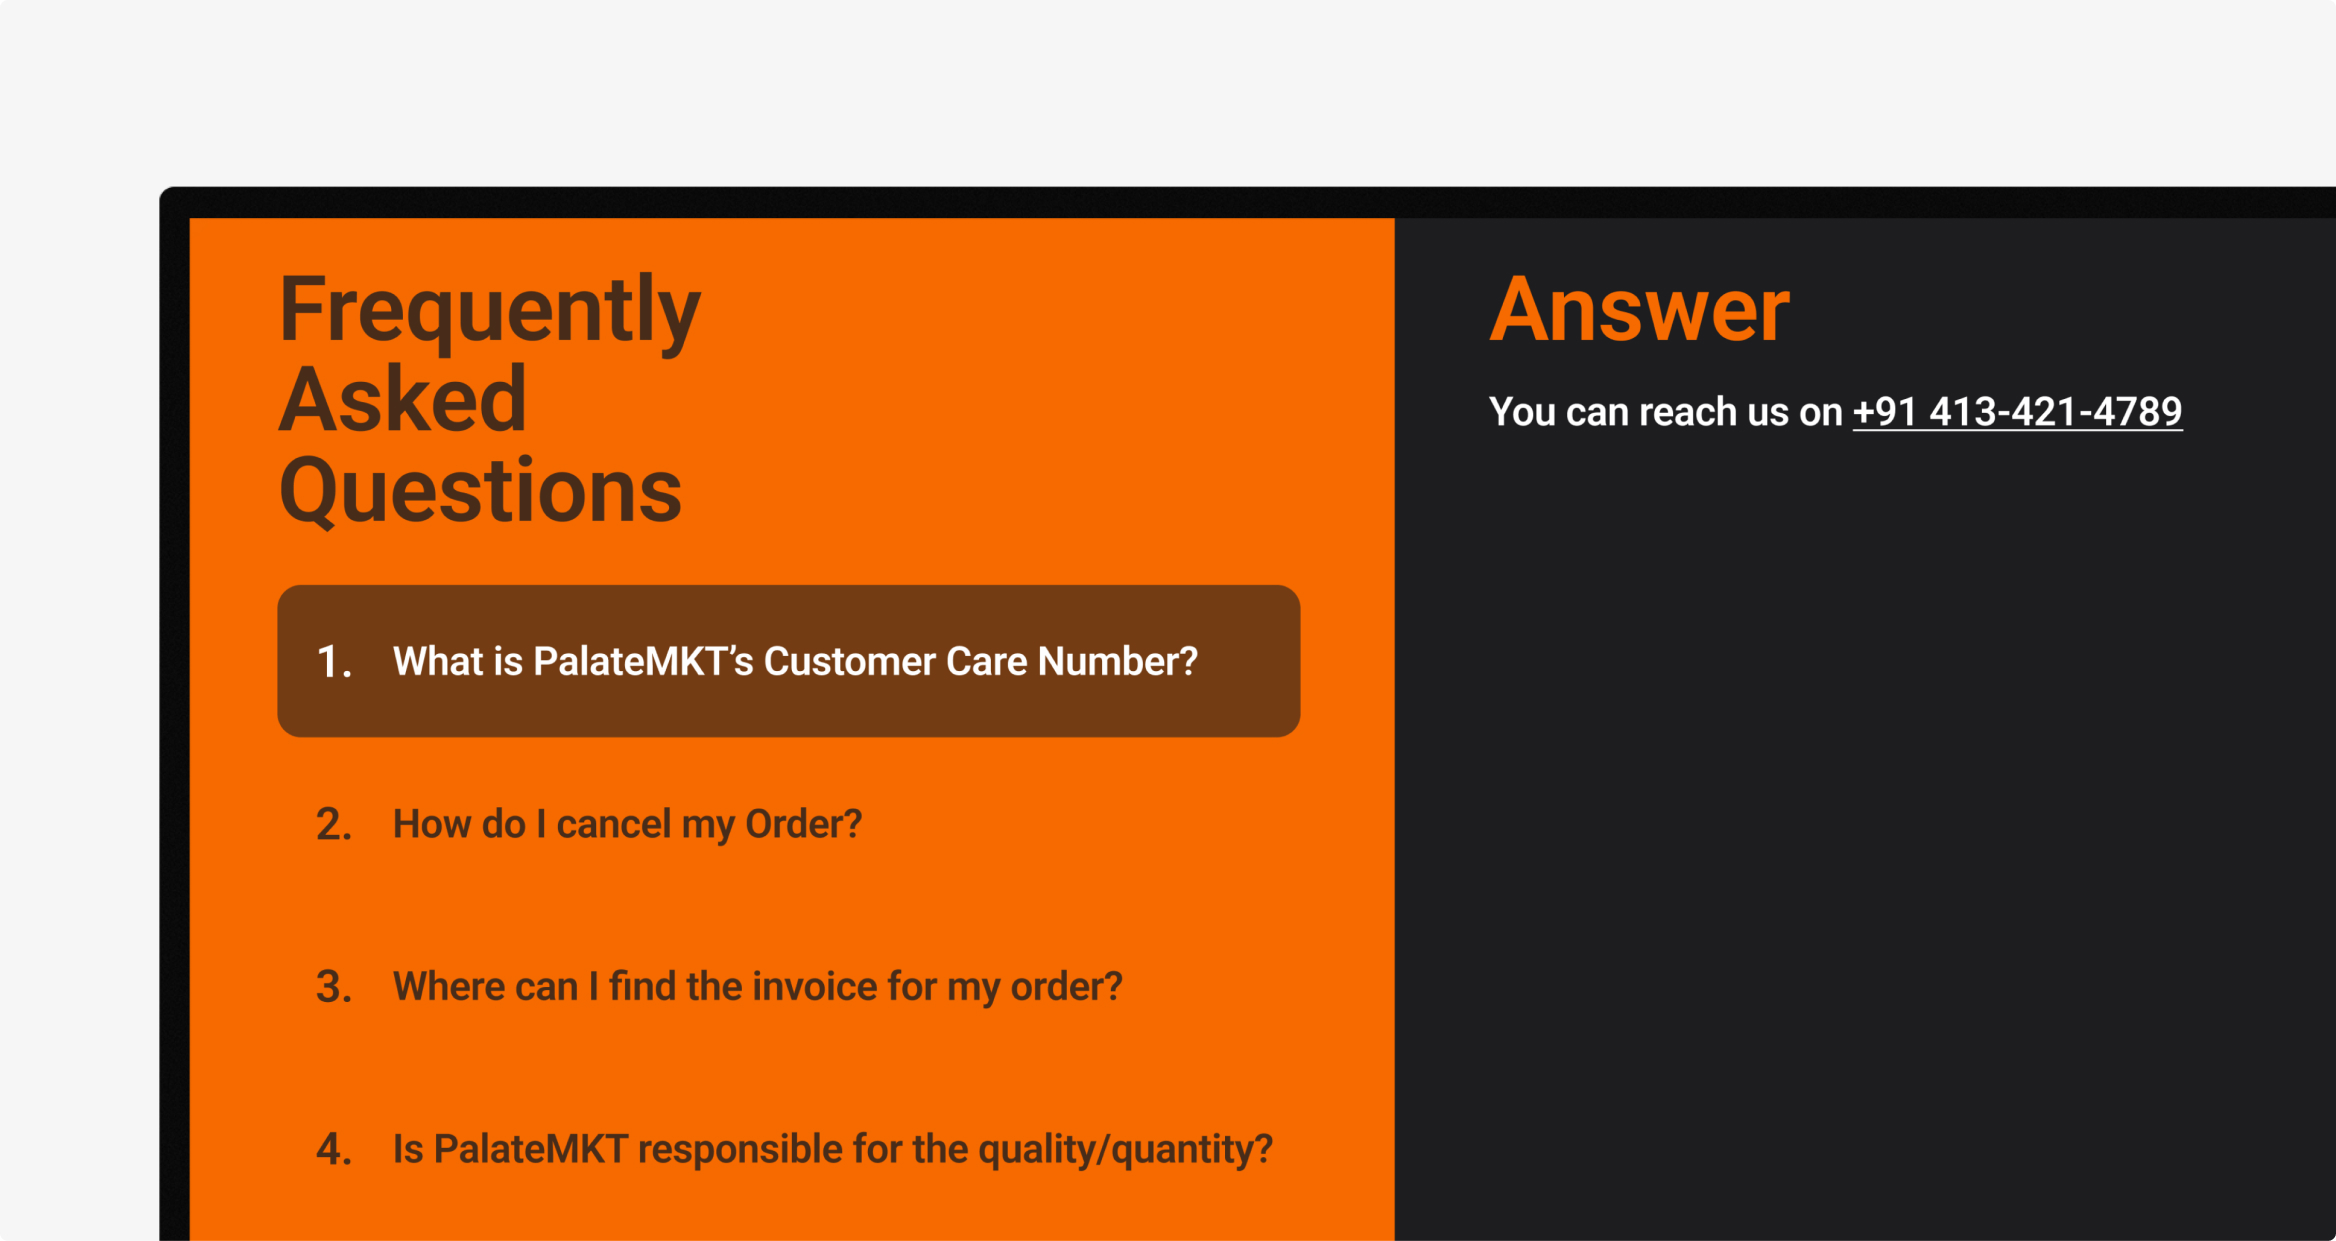 Frequently
Asked
Questions
1. What is PalateMKT’s Customer Care Number?
2. How do I cancel my Order?
3. Where can I find the invoice for my order?
4. Is PalateMKT responsible for the quality/quantity?
Answer
You can reach us on +91 413-421-4789